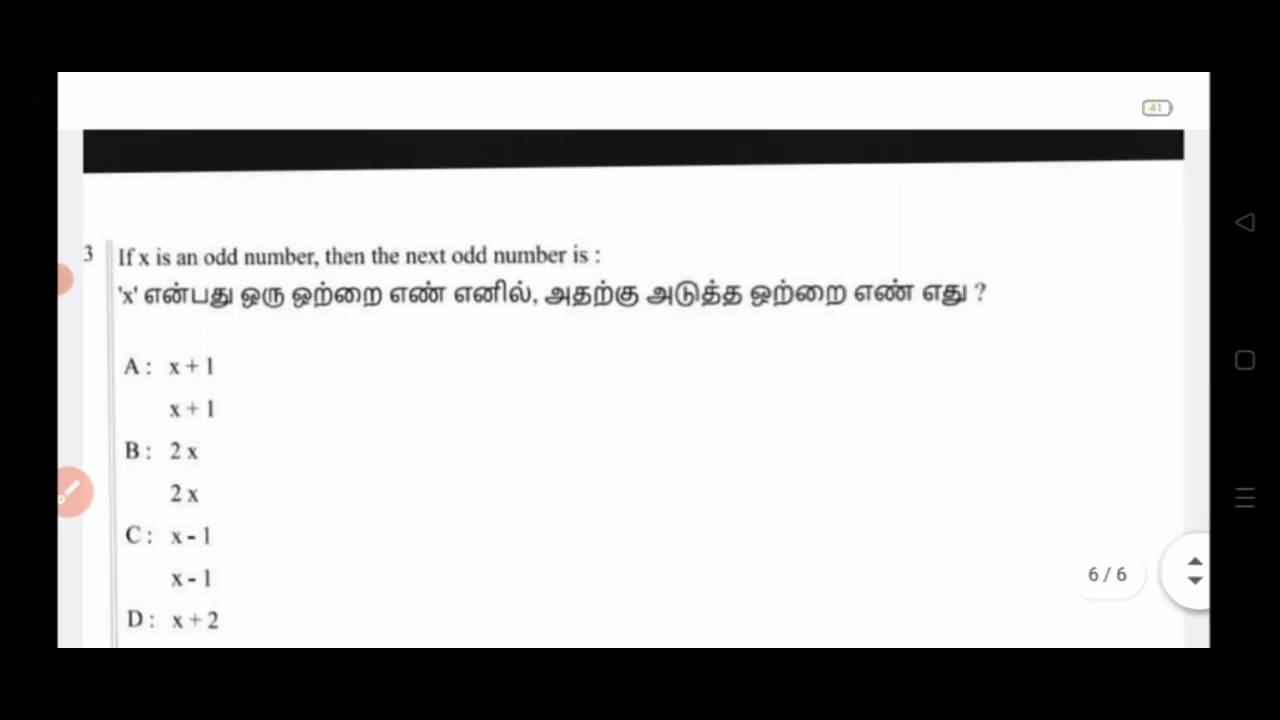 41
3 If x is an odd number, then the next odd number is :
'x' என்பது ஒரு ஒற்றை எண் எனில், அதற்கு அடுத்த ஒற்றை எண் எது ?
A : x + 1
x + 1
B : 2 x
2 x
C : x - 1
x - 1
D : x + 2
6 / 6